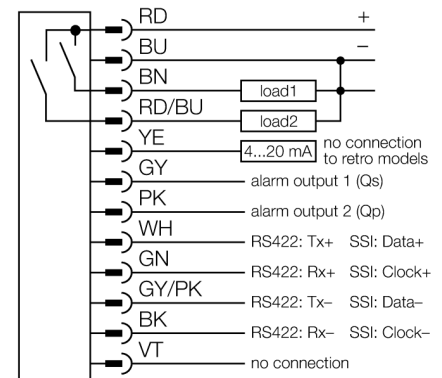 RD +
BU –
BN load1
RD/BU load2
YE 4...20 mA no connection
to retro models
GY alarm output 1 (Qs)
PK alarm output 2 (Qp)
WH RS422: Tx+ SSI: Data+
GN RS422: Rx+ SSI: Clock+
GY/PK RS422: Tx– SSI: Data–
BK RS422: Rx– SSI: Clock–
VT no connection